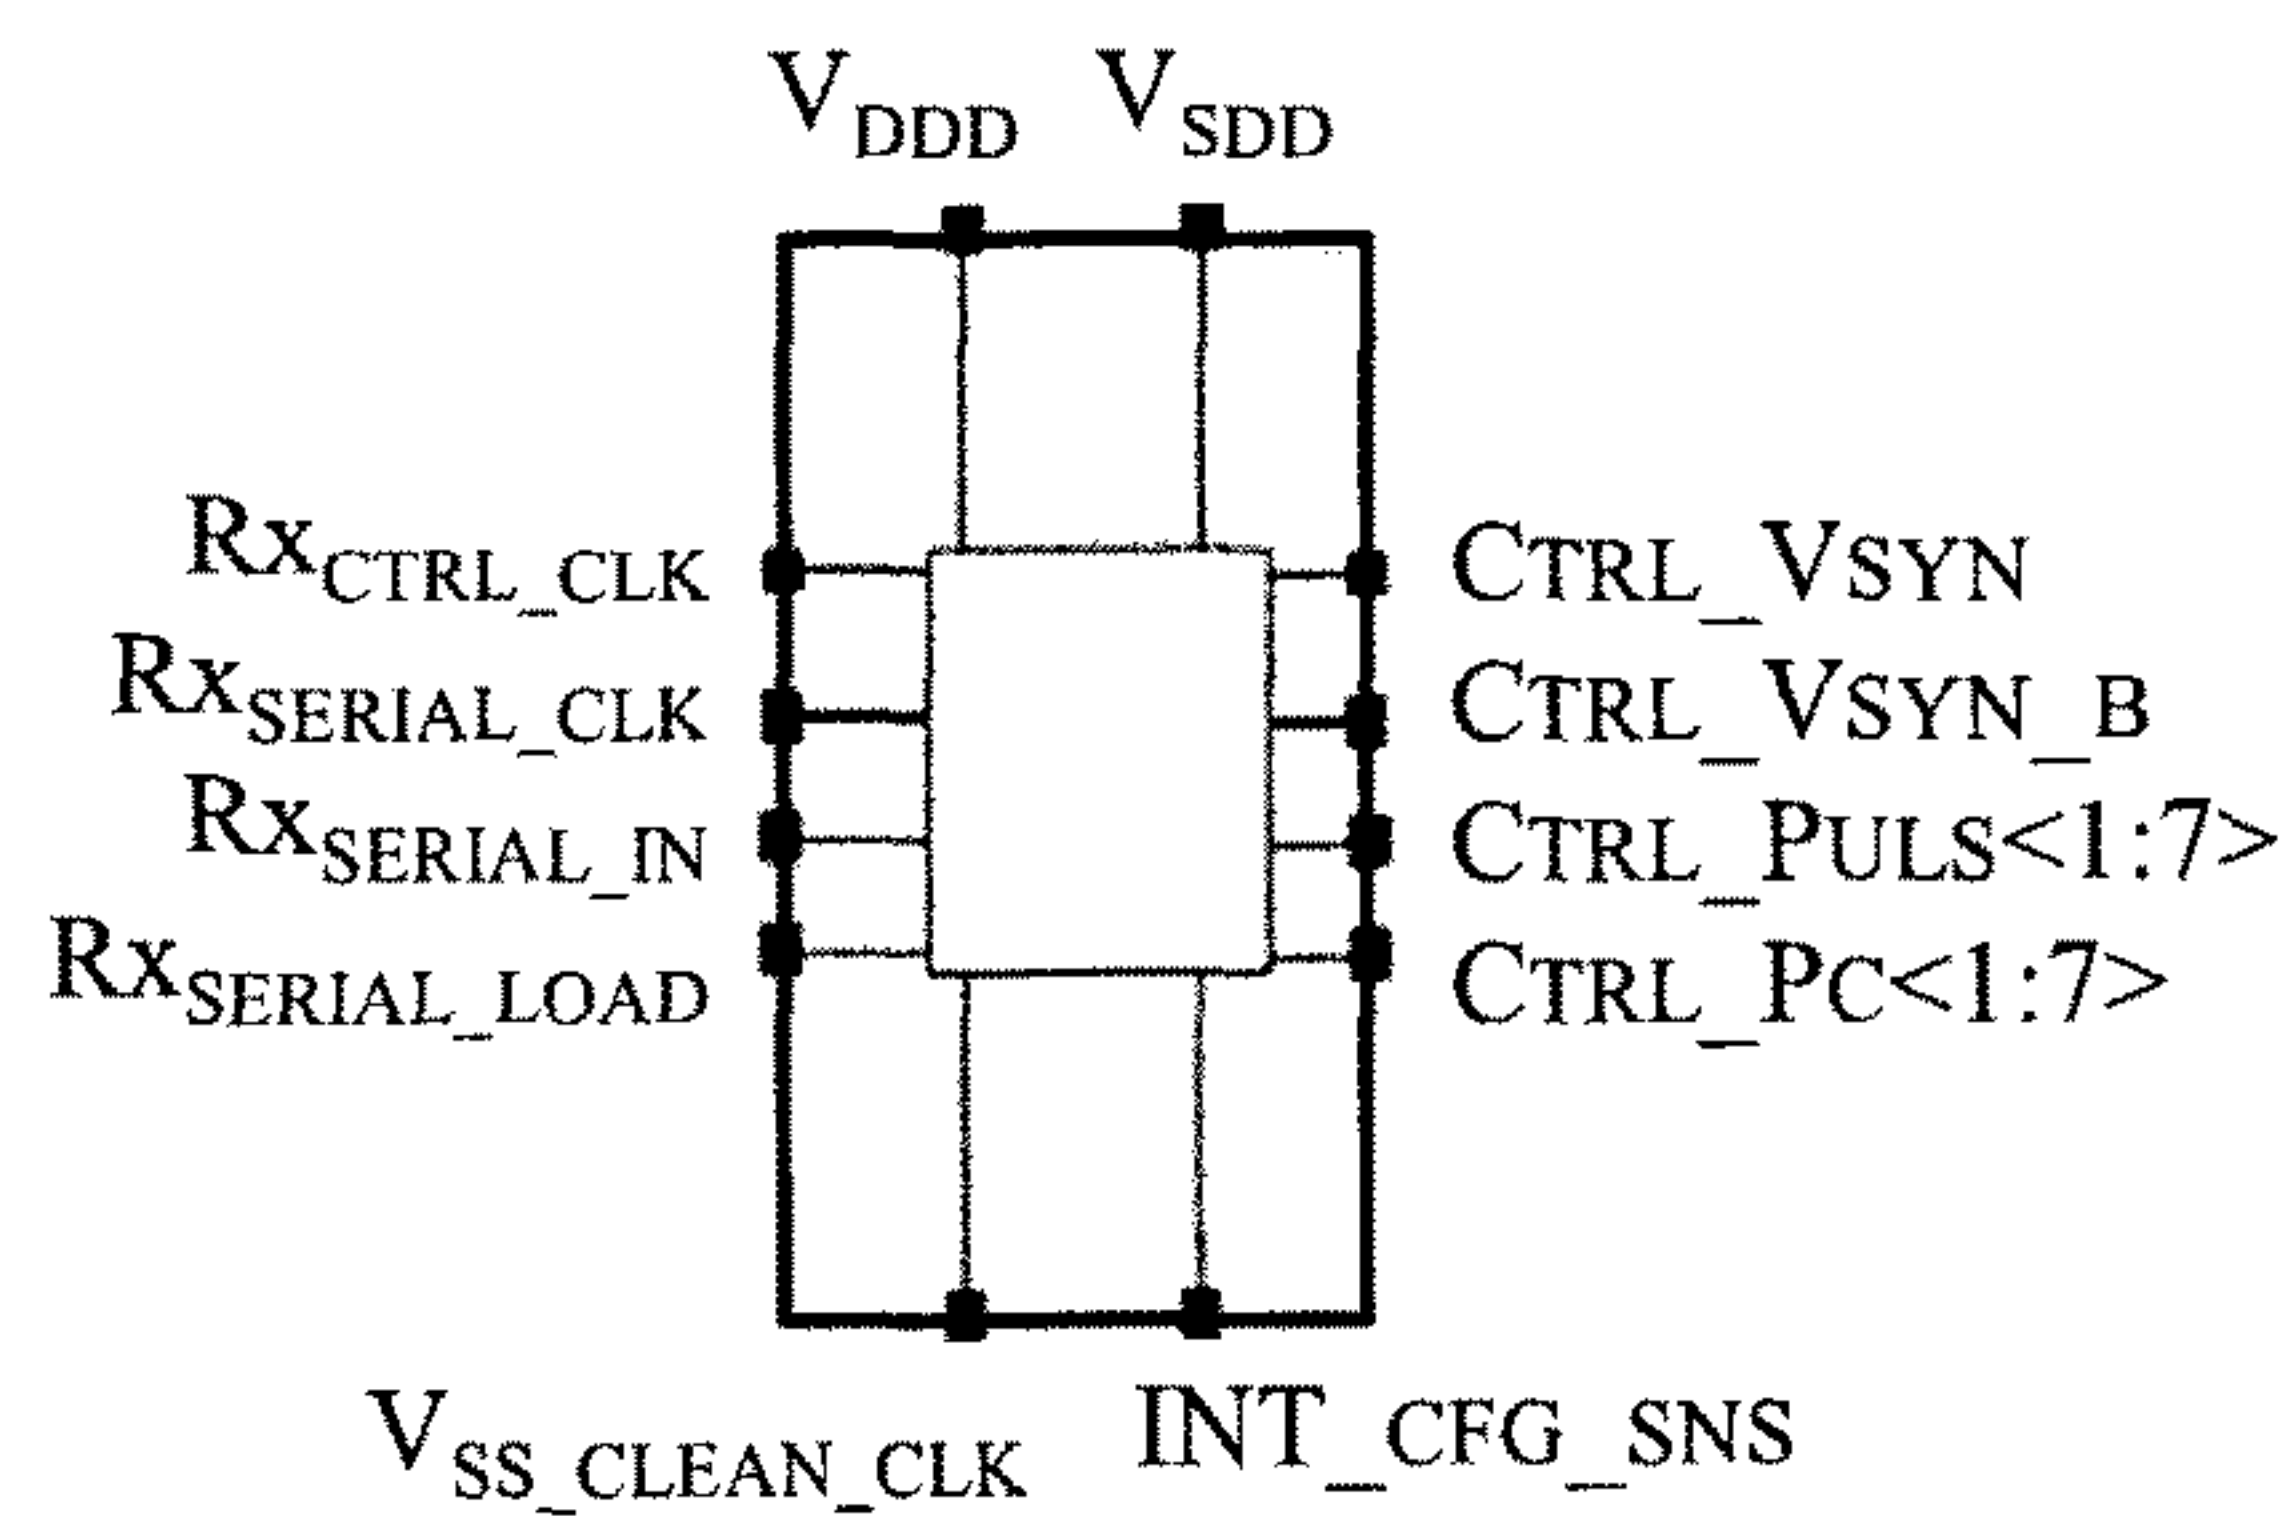 VDDD VSDD
RxCTRL_CLK
CTRL_VSYN
RxSERIAL_CLK
CTRL_VSYN_B
RxSERIAL_IN
CTRL_PULS<1:7>
RxSERIAL_LOAD
CTRL_PC<1:7>
VSS_CLEAN_CLK INT_CFG_SNS